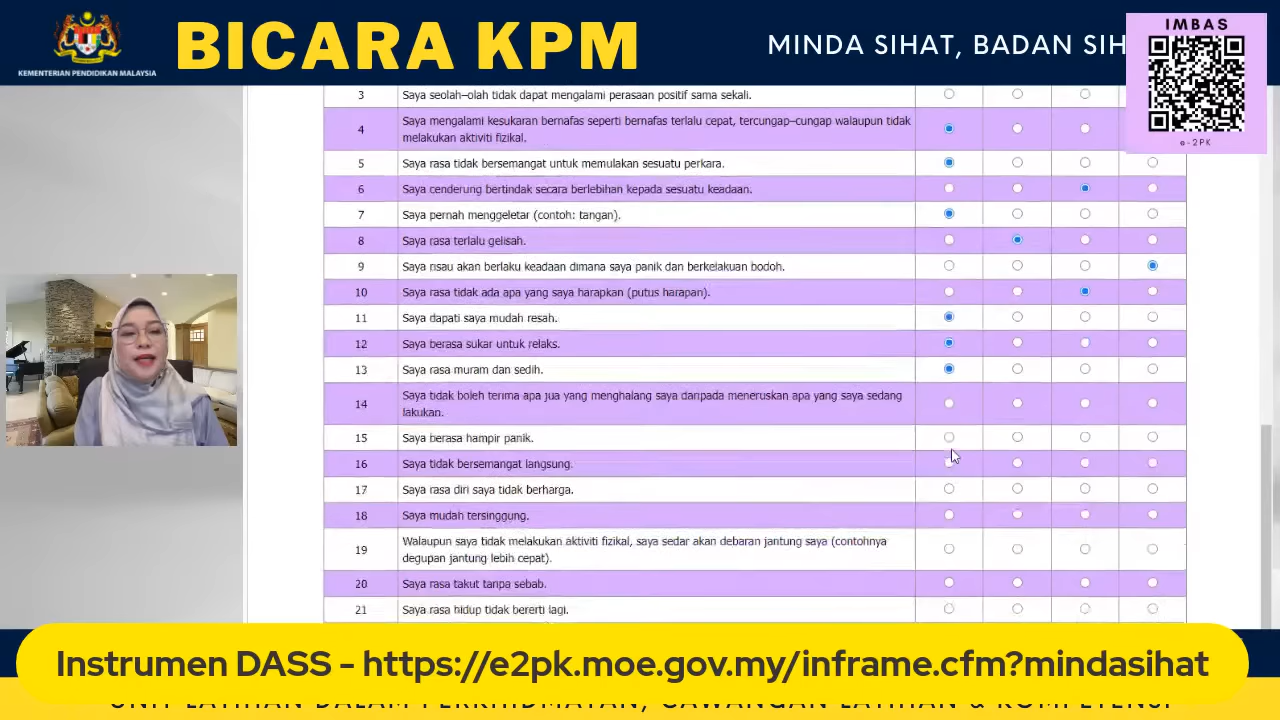 BICARA KPM
KEMENTERIAN PENDIDIKAN MALAYSIA
MINDA SIHAT, BADAN SIH
IMBAS
e-2PK
3 Saya seolah–olah tidak dapat mengalami perasaan positif sama sekali.
4 Saya mengalami kesukaran bernafas seperti bernafas terlalu cepat, tercungap–cungap walaupun tidak
melakukan aktiviti fizikal.
5 Saya rasa tidak bersemangat untuk memulakan sesuatu perkara.
6 Saya cenderung bertindak secara berlebihan kepada sesuatu keadaan.
7 Saya pernah menggeletar (contoh: tangan).
8 Saya rasa terlalu gelisah.
9 Saya risau akan berlaku keadaan dimana saya panik dan berkelakuan bodoh.
10 Saya rasa tidak ada apa yang saya harapkan (putus harapan).
11 Saya dapati saya mudah resah.
12 Saya berasa sukar untuk relaks.
13 Saya rasa muram dan sedih.
14 Saya tidak boleh terima apa jua yang menghalang saya daripada meneruskan apa yang saya sedang
lakukan.
15 Saya berasa hampir panik.
16 Saya tidak bersemangat langsung.
17 Saya rasa diri saya tidak berharga.
18 Saya mudah tersinggung.
19 Walaupun saya tidak melakukan aktiviti fizikal, saya sedar akan debaran jantung saya (contohnya
degupan jantung lebih cepat).
20 Saya rasa takut tanpa sebab.
21 Saya rasa hidup tidak bererti lagi.
Instrumen DASS - https://e2pk.moe.gov.my/inframe.cfm?mindasihat
UNIT LATIHAN DALAM PERKHIDMATAN, CAWANGAN LATIHAN & KOMPETENSI